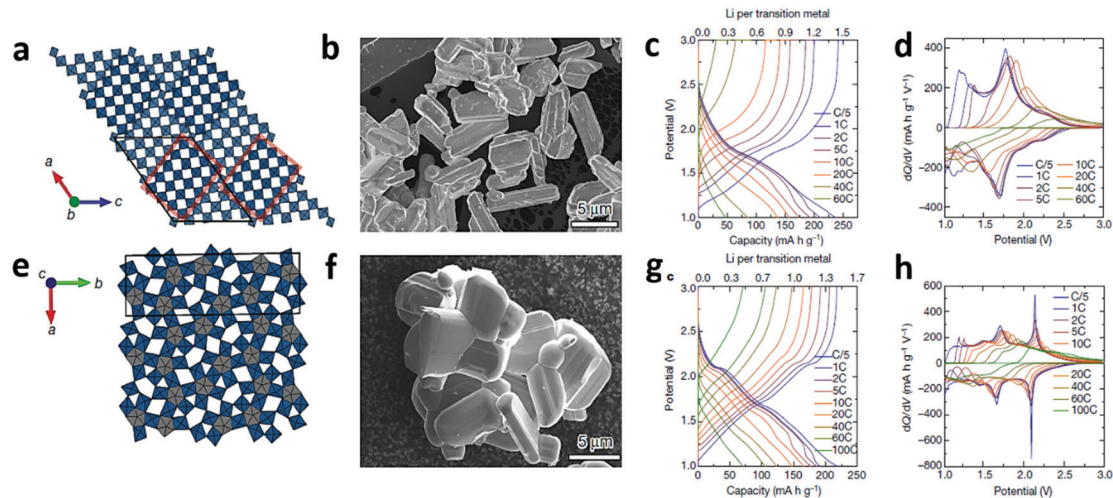 a
a
b
c
b
5 μm
c
Li per transition metal
0.0 0.3 0.6 0.9 1.2 1.5
3.0
2.5
2.0
1.5
1.0
Potential (V)
C/5
1C
2C
5C
10C
20C
40C
60C
0 50 100 150 200 250
Capacity (mA h g⁻¹)
d
400
200
0
-200
-400
dQ/dV (mA h g⁻¹ V⁻¹)
C/5
1C
2C
5C
10C
20C
40C
60C
1.0 1.5 2.0 2.5 3.0
Potential (V)
e
c
b
a
f
5 μm
g
c
Li per transition metal
0.0 0.3 0.7 1.0 1.3 1.7
3.0
2.5
2.0
1.5
1.0
Potential (V)
C/5
1C
2C
5C
10C
20C
40C
60C
100C
0 50 100 150 200 250
Capacity (mA h g⁻¹)
h
600
400
200
0
-200
-400
-600
-800
dQ/dV (mA h g⁻¹ V⁻¹)
C/5
1C
2C
5C
10C
20C
40C
60C
100C
1.0 1.5 2.0 2.5 3.0
Potential (V)